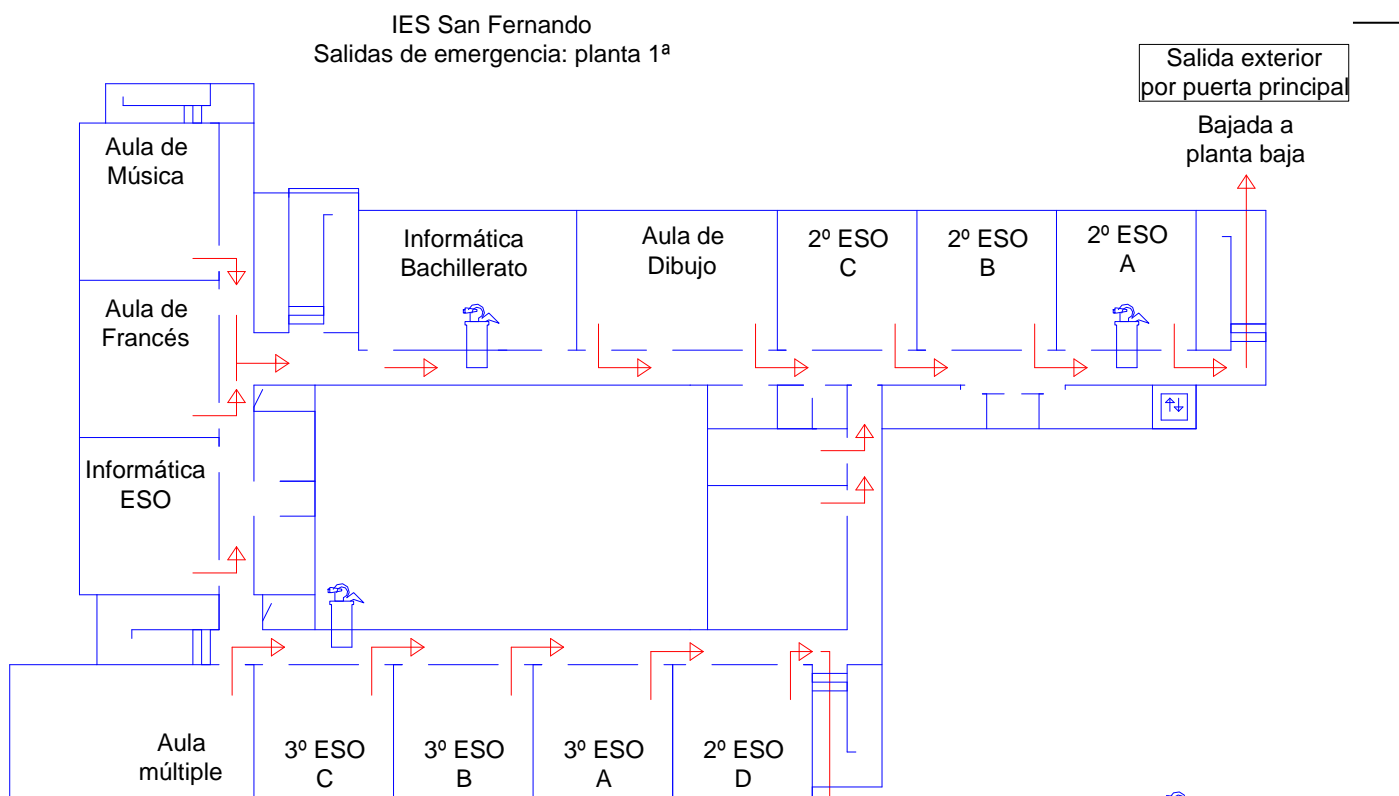 IES San Fernando
Salidas de emergencia: planta 1ª
Salida exterior
por puerta principal
Bajada a
planta baja
Aula de
Música
Informática
Bachillerato
Aula de
Dibujo
2º ESO
C
2º ESO
B
2º ESO
A
Aula de
Francés
Informática
ESO
Aula
múltiple
3º ESO
C
3º ESO
B
3º ESO
A
2º ESO
D